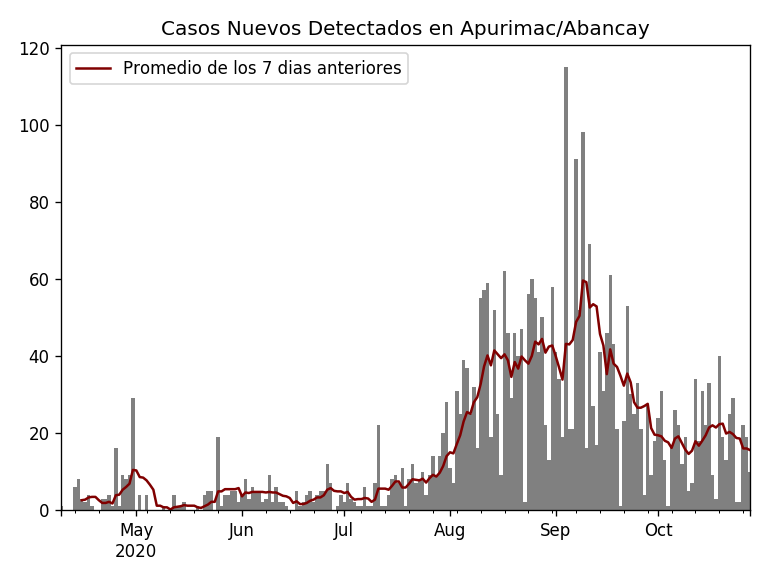 Casos Nuevos Detectados en Apurimac/Abancay
Promedio de los 7 dias anteriores
120
100
80
60
40
20
0
May Jun Jul Aug Sep Oct
2020